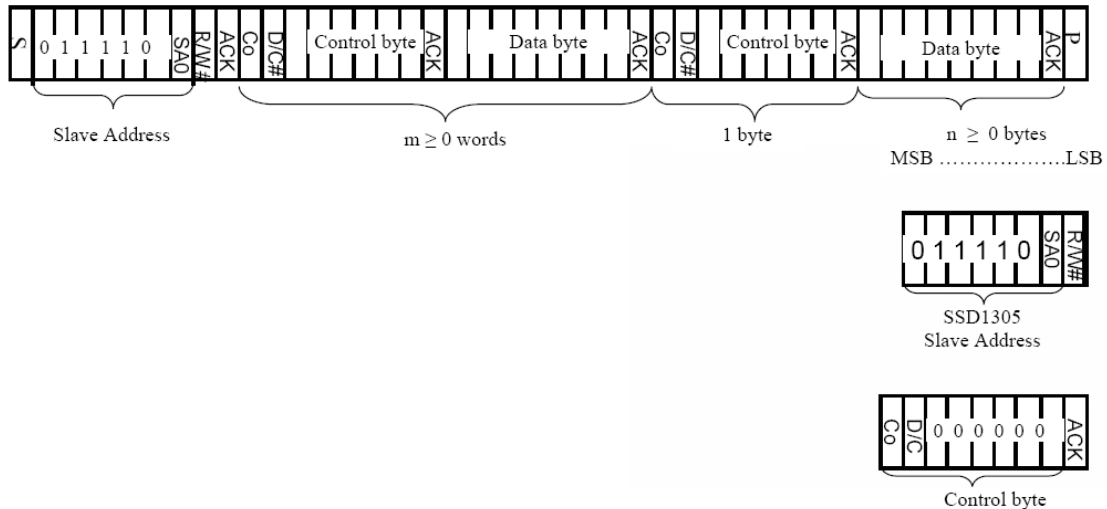 S 0 1 1 1 1 0 SA0 R/W# ACK Co D/C# Control byte ACK Data byte ACK Co D/C# Control byte ACK Data byte ACK P
Slave Address
m ≥ 0 words
1 byte
n ≥ 0 bytes
MSB ………………….LSB
0 1 1 1 1 0 SA0 R/W#
SSD1305
Slave Address
Co D/C 0 0 0 0 0 0 ACK
Control byte